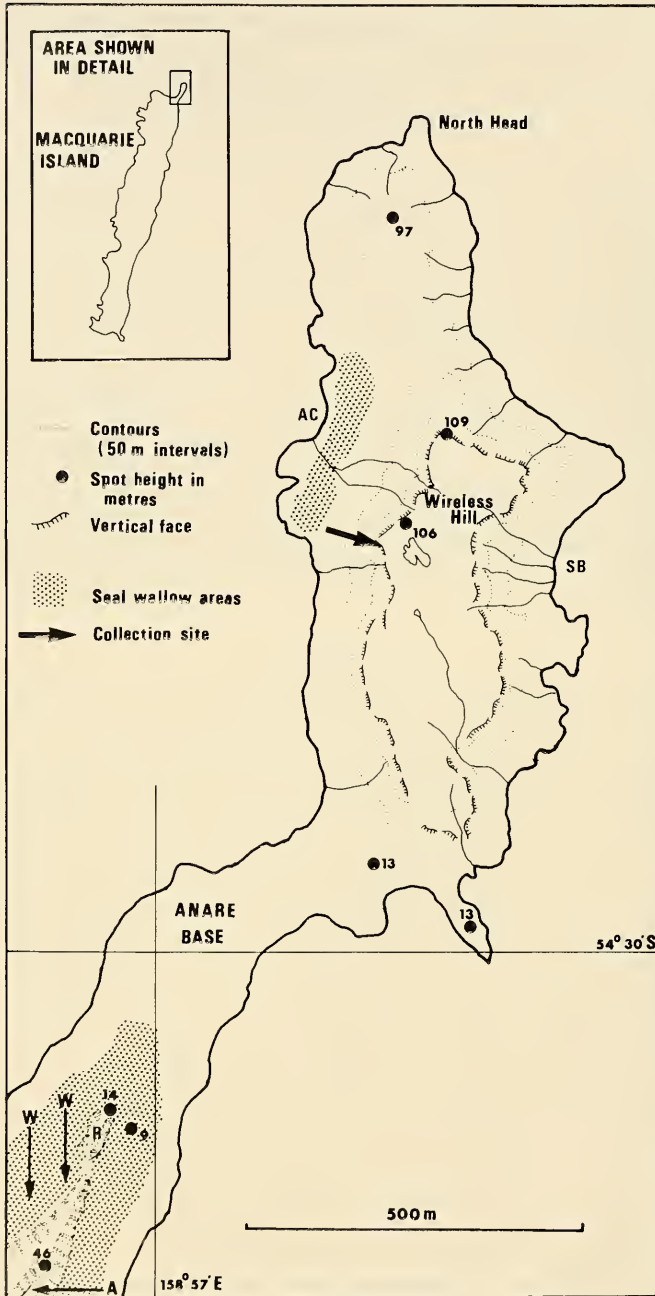 AREA SHOWN
IN DETAIL
MACQUARIE
ISLAND
North Head
97
AC
109
Contours
(50 m intervals)
Spot height in
metres
Vertical face
Wireless
Hill
106
SB
Seal wallow areas
Collection site
13
ANARE
BASE
13
54°30'S
W
W
14
R
9
500m
46
A
158°57'E